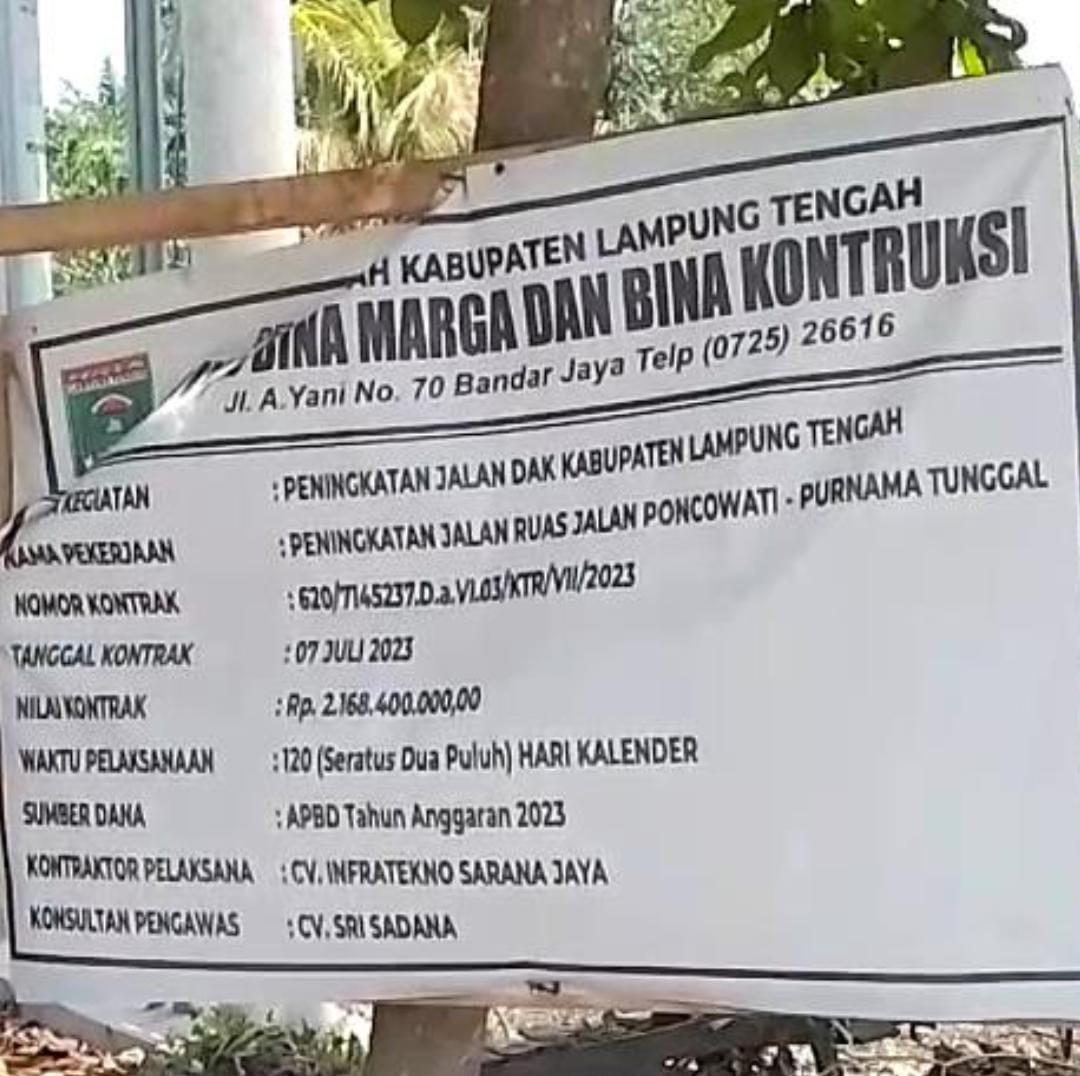 KABUPATEN LAMPUNG TENGAH
BINA MARGA DAN BINA KONTRUKSI
Jl. A.Yani No. 70 Bandar Jaya Telp (0725) 26616
KEGIATAN : PENINGKATAN JALAN DAK KABUPATEN LAMPUNG TENGAH
NAMA PEKERJAAN : PENINGKATAN JALAN RUAS JALAN PONCOWATI - PURNAMA TUNGGAL
NOMOR KONTRAK : 620/7145237.D.a.VI.03/KTR/VII/2023
TANGGAL KONTRAK : 07 JULI 2023
NILAI KONTRAK : Rp. 2.168.400.000,00
WAKTU PELAKSANAAN : 120 (Seratus Dua Puluh) HARI KALENDER
SUMBER DANA : APBD Tahun Anggaran 2023
KONTRAKTOR PELAKSANA : CV. INFRATEKNO SARANA JAYA
KONSULTAN PENGAWAS : CV. SRI SADANA